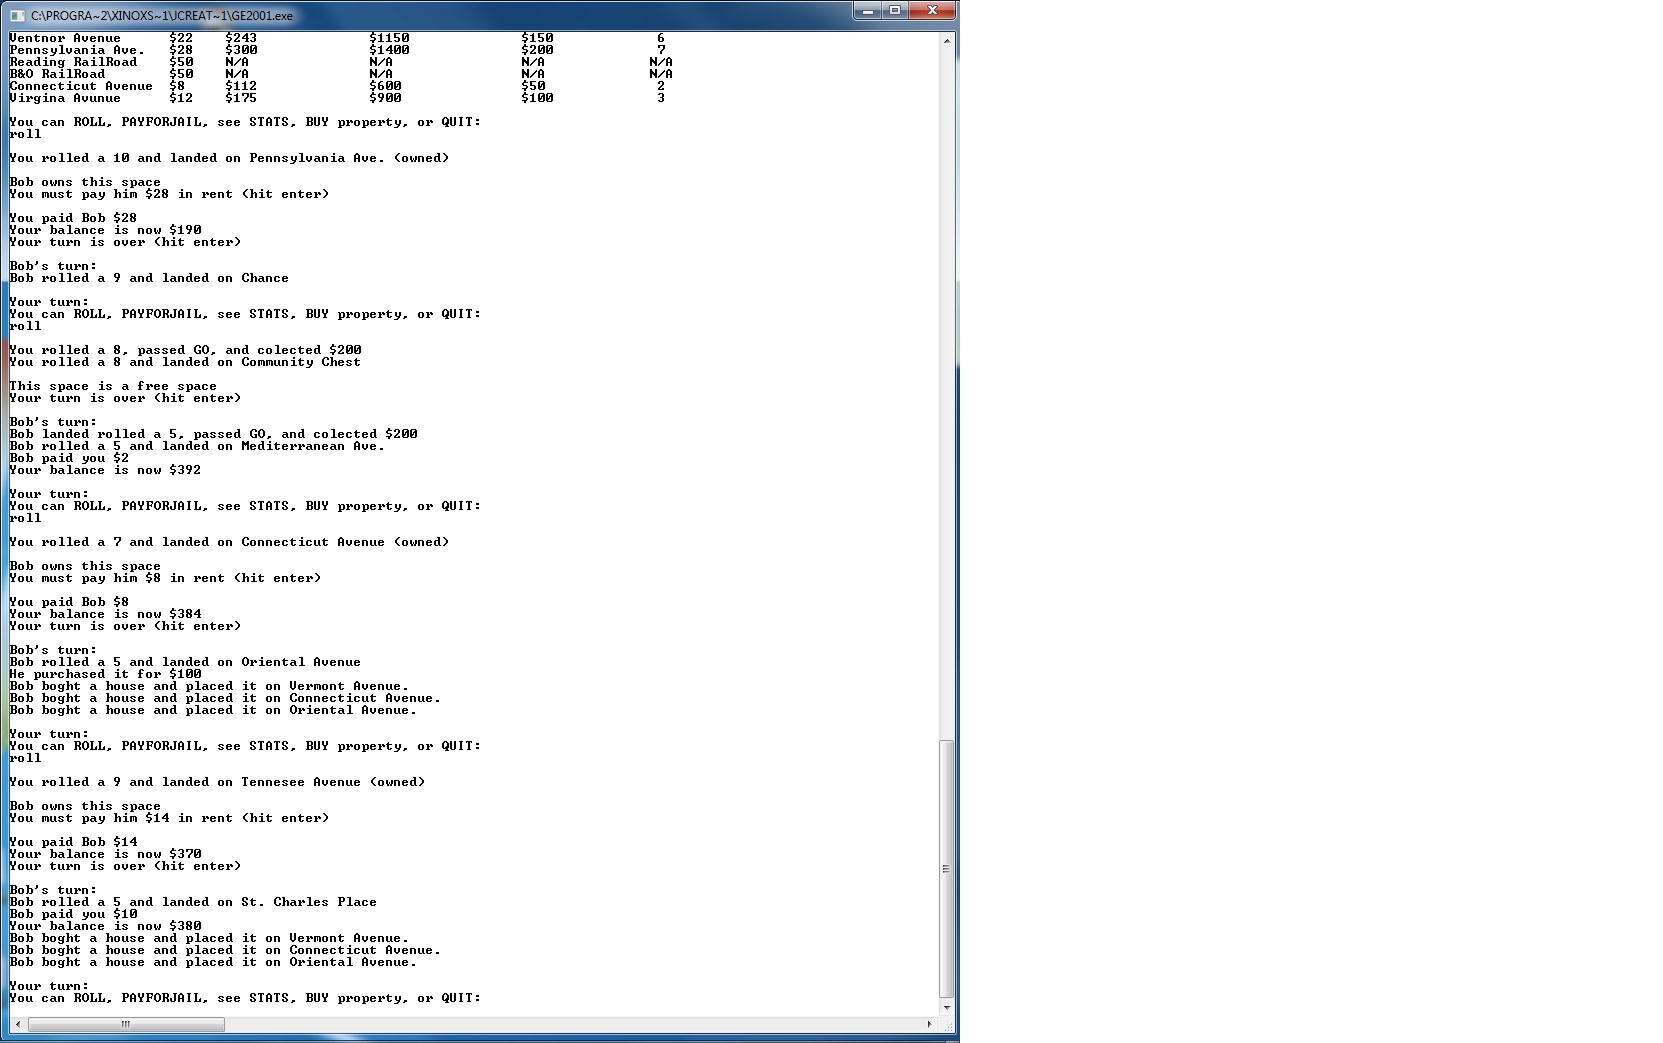 C:\PROGRA~2\XINOXS~1\JCREAT~1\GE2001.exe
Ventnor Avenue $22 $243 $1150 $150 6
Pennsylvania Ave. $28 $300 $1400 $200 7
Reading RailRoad $50 N/A N/A N/A N/A
B&O RailRoad $50 N/A N/A N/A N/A
Connecticut Avenue $8 $112 $600 $50 2
Virgina Avunue $12 $175 $900 $100 3
You can ROLL, PAYFORJAIL, see STATS, BUY property, or QUIT:
roll
You rolled a 10 and landed on Pennsylvania Ave. (owned)
Bob owns this space
You must pay him $28 in rent (hit enter)
You paid Bob $28
Your balance is now $190
Your turn is over (hit enter)
Bob's turn:
Bob rolled a 9 and landed on Chance
Your turn:
You can ROLL, PAYFORJAIL, see STATS, BUY property, or QUIT:
roll
You rolled a 8, passed GO, and colected $200
You rolled a 8 and landed on Community Chest
This space is a free space
Your turn is over (hit enter)
Bob's turn:
Bob landed rolled a 5, passed GO, and colected $200
Bob rolled a 5 and landed on Mediterranean Ave.
Bob paid you $2
Your balance is now $392
Your turn:
You can ROLL, PAYFORJAIL, see STATS, BUY property, or QUIT:
roll
You rolled a 7 and landed on Connecticut Avenue (owned)
Bob owns this space
You must pay him $8 in rent (hit enter)
You paid Bob $8
Your balance is now $384
Your turn is over (hit enter)
Bob's turn:
Bob rolled a 5 and landed on Oriental Avenue
He purchased it for $100
Bob boght a house and placed it on Vermont Avenue.
Bob boght a house and placed it on Connecticut Avenue.
Bob boght a house and placed it on Oriental Avenue.
Your turn:
You can ROLL, PAYFORJAIL, see STATS, BUY property, or QUIT:
roll
You rolled a 9 and landed on Tennesee Avenue (owned)
Bob owns this space
You must pay him $14 in rent (hit enter)
You paid Bob $14
Your balance is now $370
Your turn is over (hit enter)
Bob's turn:
Bob rolled a 5 and landed on St. Charles Place
Bob paid you $10
Your balance is now $380
Bob boght a house and placed it on Vermont Avenue.
Bob boght a house and placed it on Connecticut Avenue.
Bob boght a house and placed it on Oriental Avenue.
Your turn:
You can ROLL, PAYFORJAIL, see STATS, BUY property, or QUIT: